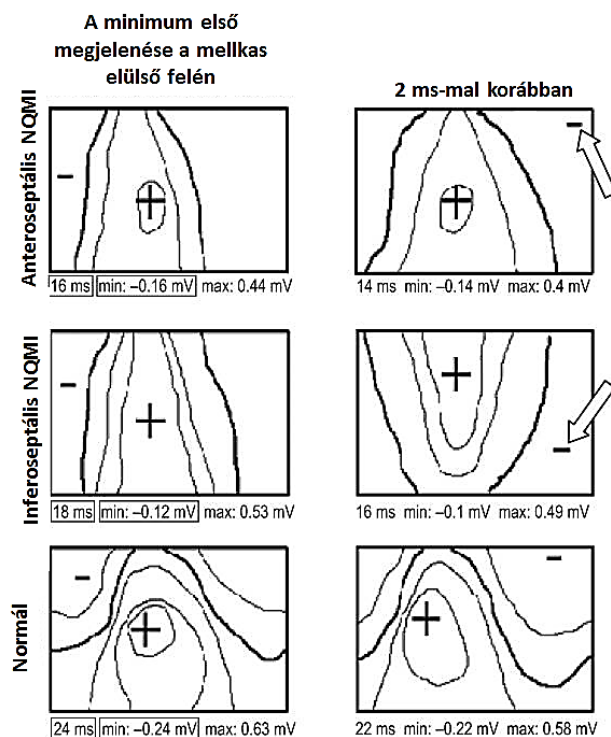 A minimum első
megjelenése a mellkas
elülső felén
2 ms-mal korábban
Anteroseptális NQMI
− +
16 ms min: –0.16 mV max: 0.44 mV
− +
14 ms min: –0.14 mV max: 0.4 mV
Inferoseptális NQMI
− +
18 ms min: –0.12 mV max: 0.53 mV
+ −
16 ms min: –0.1 mV max: 0.49 mV
Normál
− +
24 ms min: –0.24 mV max: 0.63 mV
− +
22 ms min: –0.22 mV max: 0.58 mV